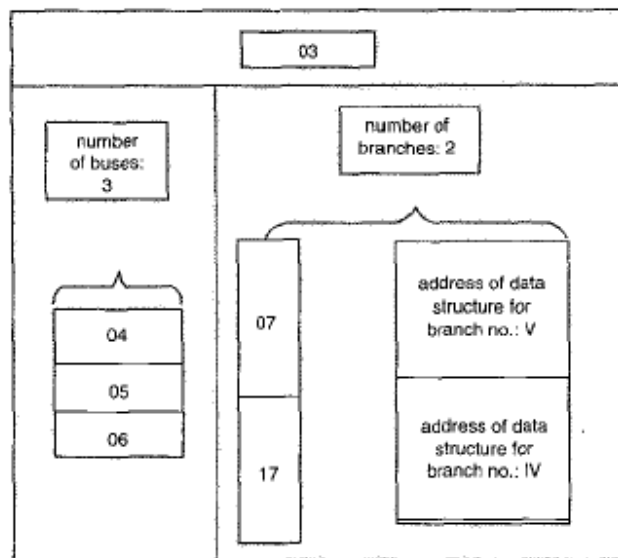 03
number
of buses:
3
number of
branches: 2
04
05
06
07
17
address of data
structure for
branch no.: V
address of data
structure for
branch no.: IV